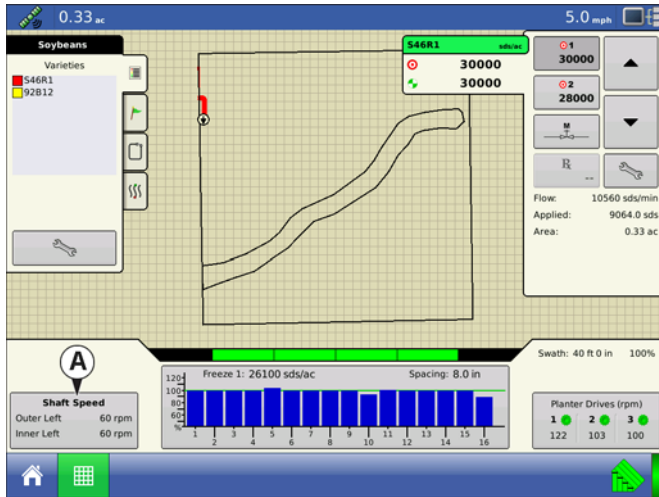 0.33 ac
5.0 mph
Soybeans
Varieties
S46R1
92B12
S46R1 sds/ac
30000
30000
1
30000
2
28000
M
Rx
--
Flow: 10560 sds/min
Applied: 9064.0 sds
Area: 0.33 ac
A
Shaft Speed
Outer Left 60 rpm
Inner Left 60 rpm
Freeze 1: 26100 sds/ac Spacing: 8.0 in
120
100
80
60
%
1 2 3 4 5 6 7 8 9 10 11 12 13 14 15 16
Swath: 40 ft 0 in 100%
Planter Drives (rpm)
1 2 3
122 103 100